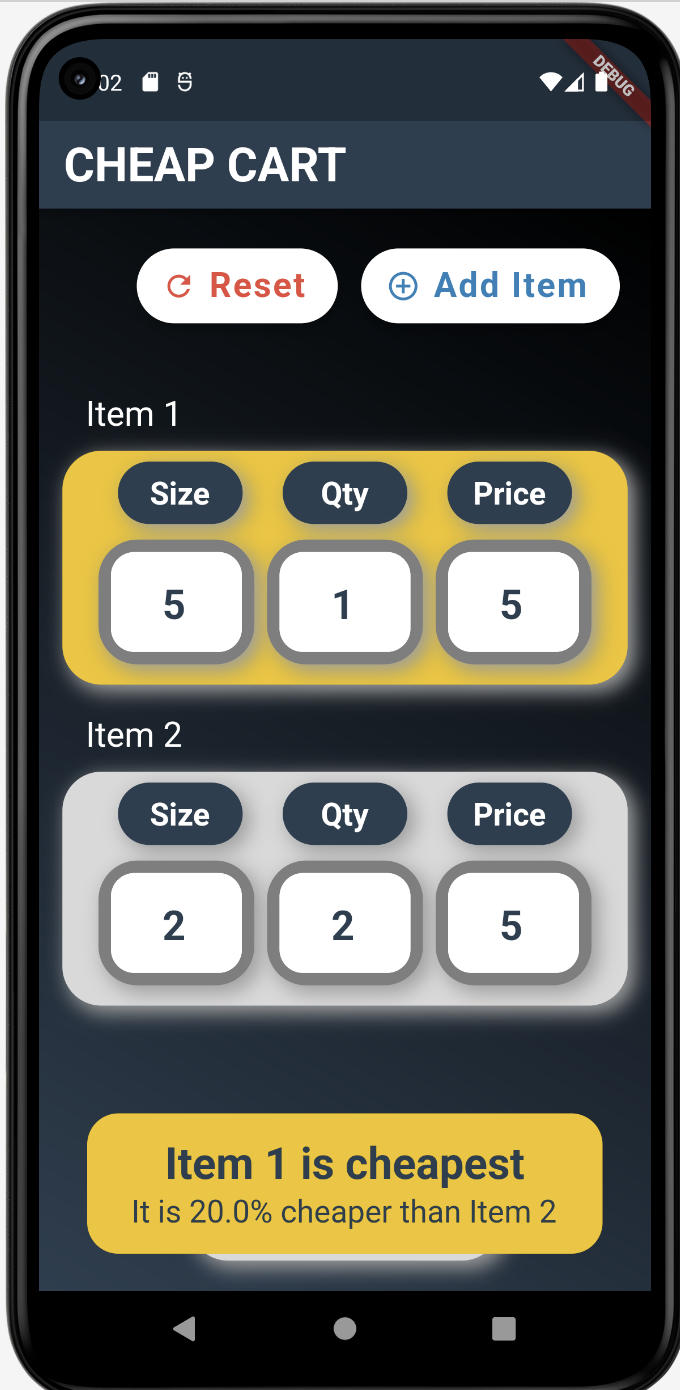 02
DEBUG
CHEAP CART
Reset Add Item
Item 1
Size Qty Price
5 1 5
Item 2
Size Qty Price
2 2 5
Item 1 is cheapest
It is 20.0% cheaper than Item 2